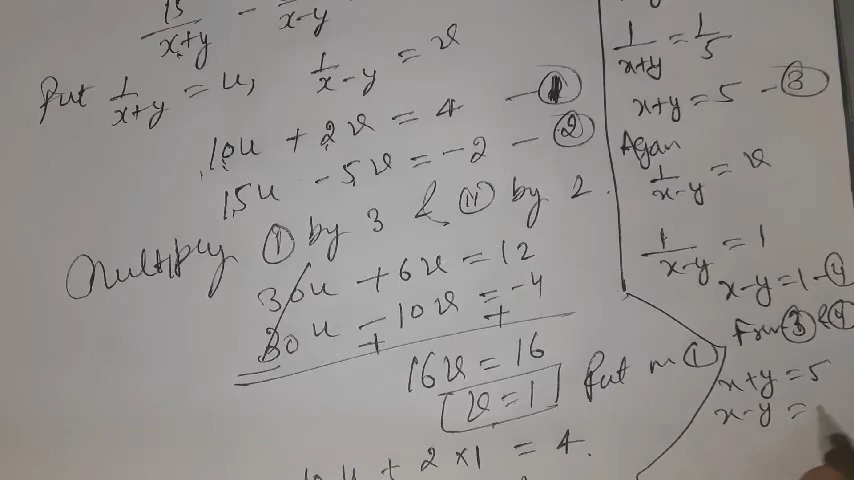 15/x+y - /x-y
Put 1/x+y = u, 1/x-y = v
10u + 2v = 4 - ①
15u - 5v = -2 - ②
Multiply ① by 3 & ⑪ by 2.
30u + 6v = 12
30u - 10v = -4
+ +
16v = 16
v = 1 Put in ①
10u + 2×1 = 4.
1/x+y = 1/5
x+y = 5 - ③
Again
1/x-y = v
1/x-y = 1
x-y = 1 - ④
From ③ & ④
x+y = 5
x-y =